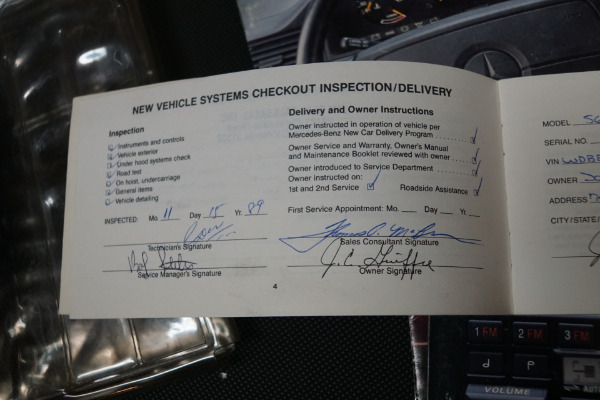 NEW VEHICLE SYSTEMS CHECKOUT INSPECTION/DELIVERY
Inspection
Instruments and controls
Vehicle exterior
Under hood systems check
Road test
On hoist, undercarriage
General items
Vehicle detailing
INSPECTED: Mo. 11 Day 15 Yr. 89
Technician's Signature
Service Manager's Signature
Delivery and Owner Instructions
Owner instructed in operation of vehicle per
Mercedes-Benz New Car Delivery Program
Owner Service and Warranty, Owner's Manual
and Maintenance Booklet reviewed with owner
Owner introduced to Service Department
Owner instructed on:
1st and 2nd Service Roadside Assistance
First Service Appointment: Mo. Day Yr.
Sales Consultant Signature
J. C. Griffie
Owner Signature
4
MODEL
SERIAL NO.
VIN WDBB
OWNER
ADDRESS
CITY/STATE/
1 FM 2 FM 3 FM
VOLUME